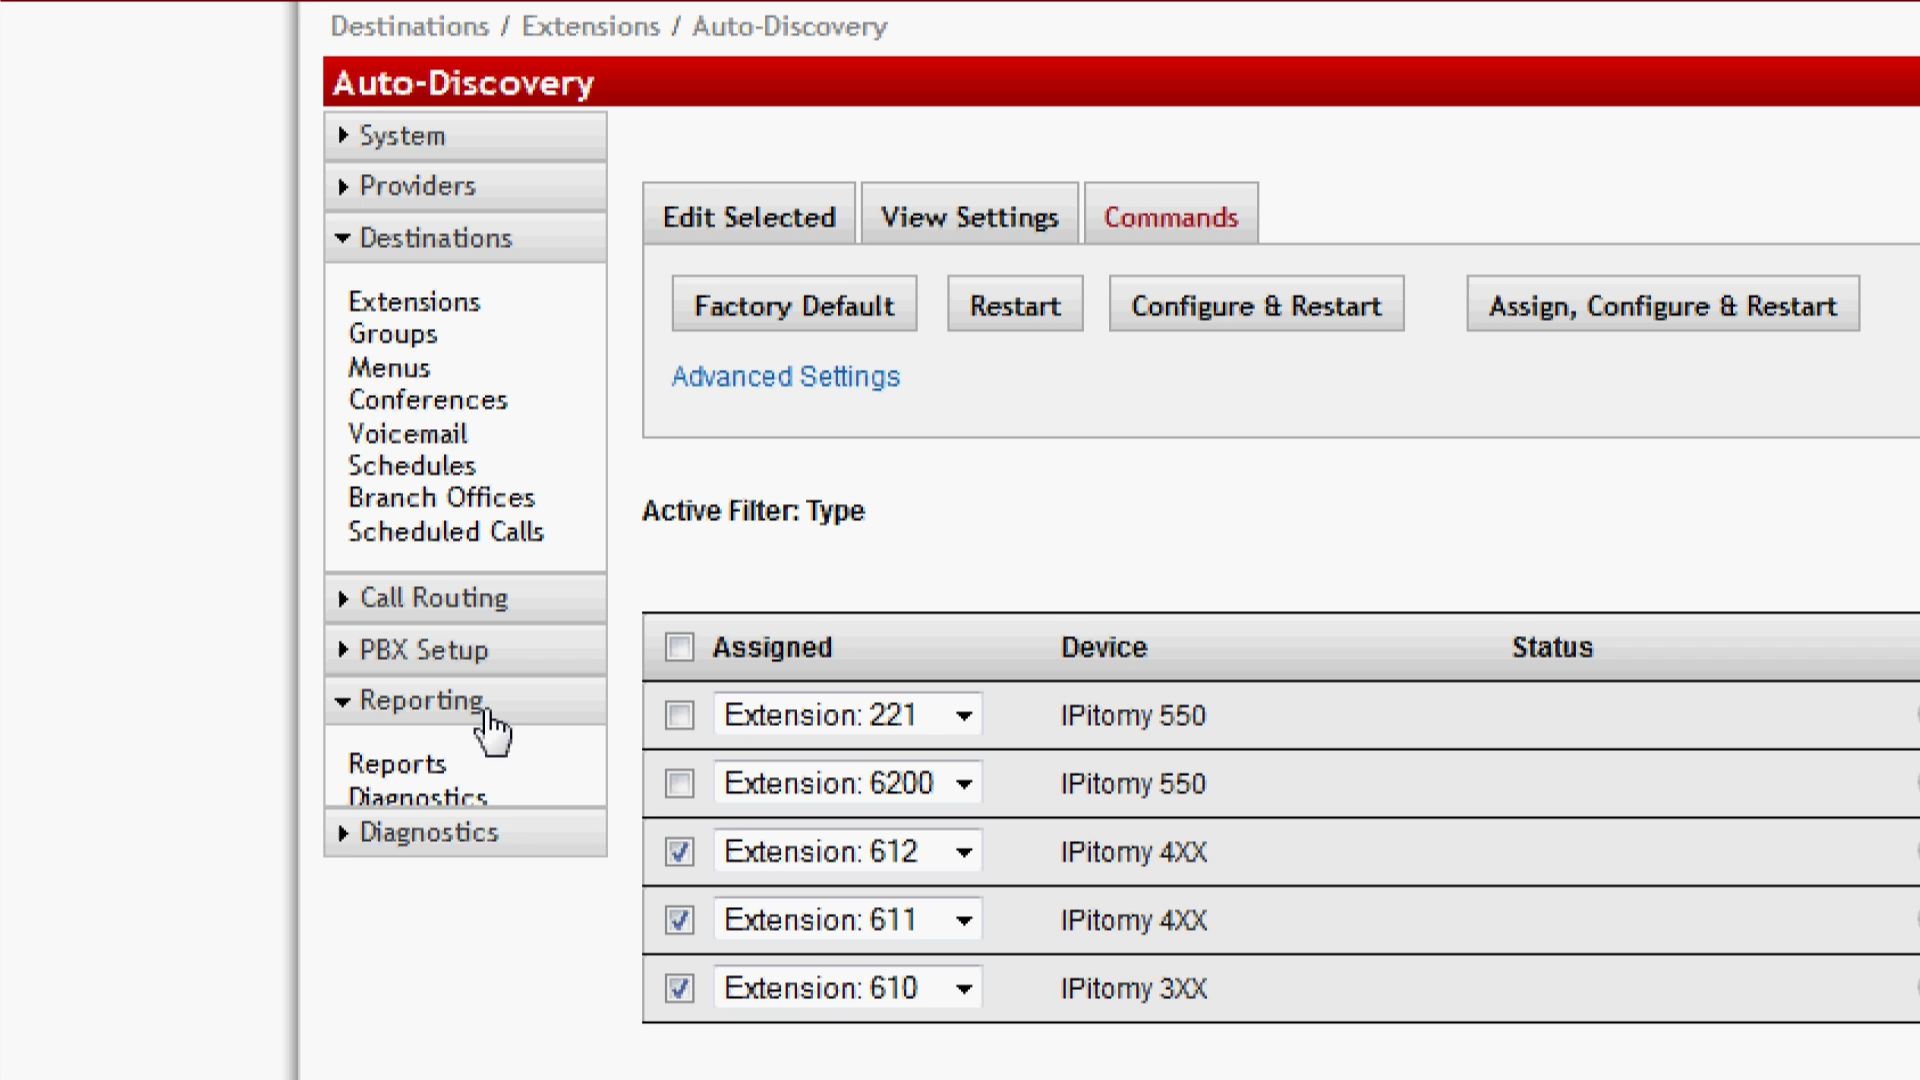 Destinations / Extensions / Auto-Discovery
Auto-Discovery
System
Providers
Destinations
Extensions
Groups
Menus
Conferences
Voicemail
Schedules
Branch Offices
Scheduled Calls
Call Routing
PBX Setup
Reporting
Reports
Diagnostics
Diagnostics
Edit Selected View Settings Commands
Factory Default Restart Configure & Restart Assign, Configure & Restart
Advanced Settings
Active Filter: Type
Assigned Device Status
Extension: 221 IPitomy 550
Extension: 6200 IPitomy 550
Extension: 612 IPitomy 4XX
Extension: 611 IPitomy 4XX
Extension: 610 IPitomy 3XX